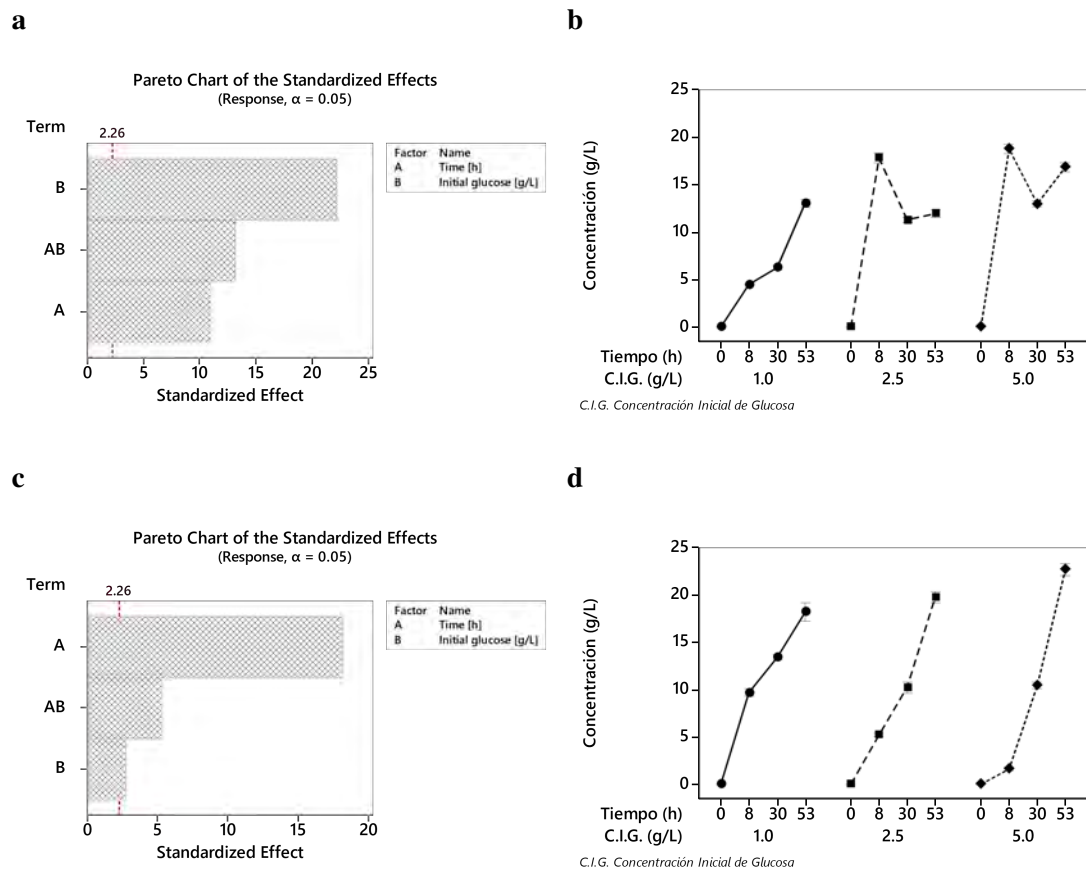 a
Pareto Chart of the Standardized Effects
(Response, α = 0.05)
Term
2.26
B
AB
A
0 5 10 15 20 25
Standardized Effect
Factor Name
A Time [h]
B Initial glucose [g/L]
b
Concentración (g/L)
25
20
15
10
5
0
Tiempo (h) 0 8 30 53 0 8 30 53 0 8 30 53
C.I.G. (g/L) 1.0 2.5 5.0
C.I.G. Concentración Inicial de Glucosa
c
Pareto Chart of the Standardized Effects
(Response, α = 0.05)
Term
2.26
A
AB
B
0 5 10 15 20
Standardized Effect
Factor Name
A Time [h]
B Initial glucose [g/L]
d
Concentración (g/L)
25
20
15
10
5
0
Tiempo (h) 0 8 30 53 0 8 30 53 0 8 30 53
C.I.G. (g/L) 1.0 2.5 5.0
C.I.G. Concentración Inicial de Glucosa